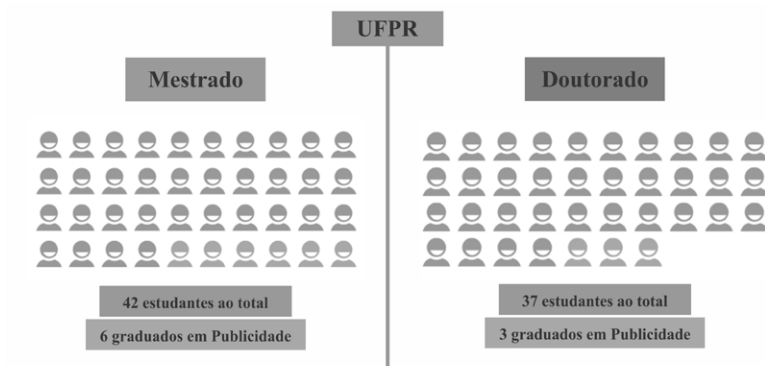 UFPR
Mestrado
Doutorado
42 estudantes ao total
6 graduados em Publicidade
37 estudantes ao total
3 graduados em Publicidade